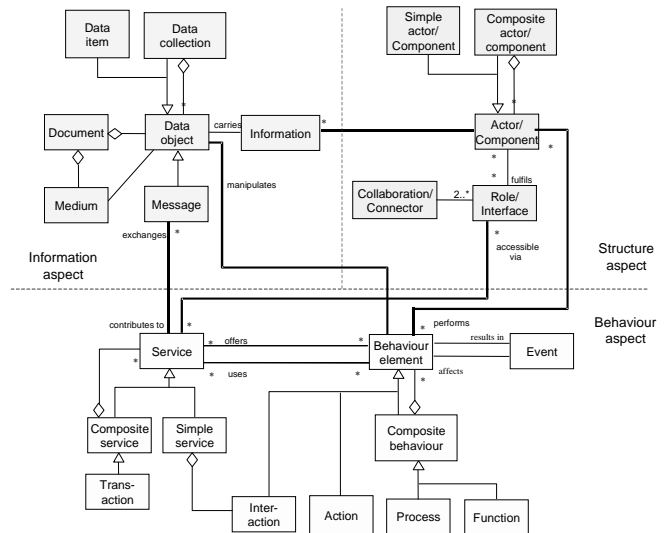 Data
item
Data
collection
Simple
actor/
Component
Composite
actor/
component
*
*
Document
Data
object
carries
Information
*
Actor/
Component
*
*
*
*
fulfils
manipulates
Medium
Message
Collaboration/
Connector
2..*
Role/
Interface
exchanges
*
*
accessible
via
Information
aspect
Structure
aspect
Behaviour
aspect
contributes to
*
*
performs
Service
*
offers
*
Behaviour
element
results in
Event
*
*
uses
*
affects
*
Composite
service
Simple
service
Composite
behaviour
Trans-
action
Inter-
action
Action
Process
Function